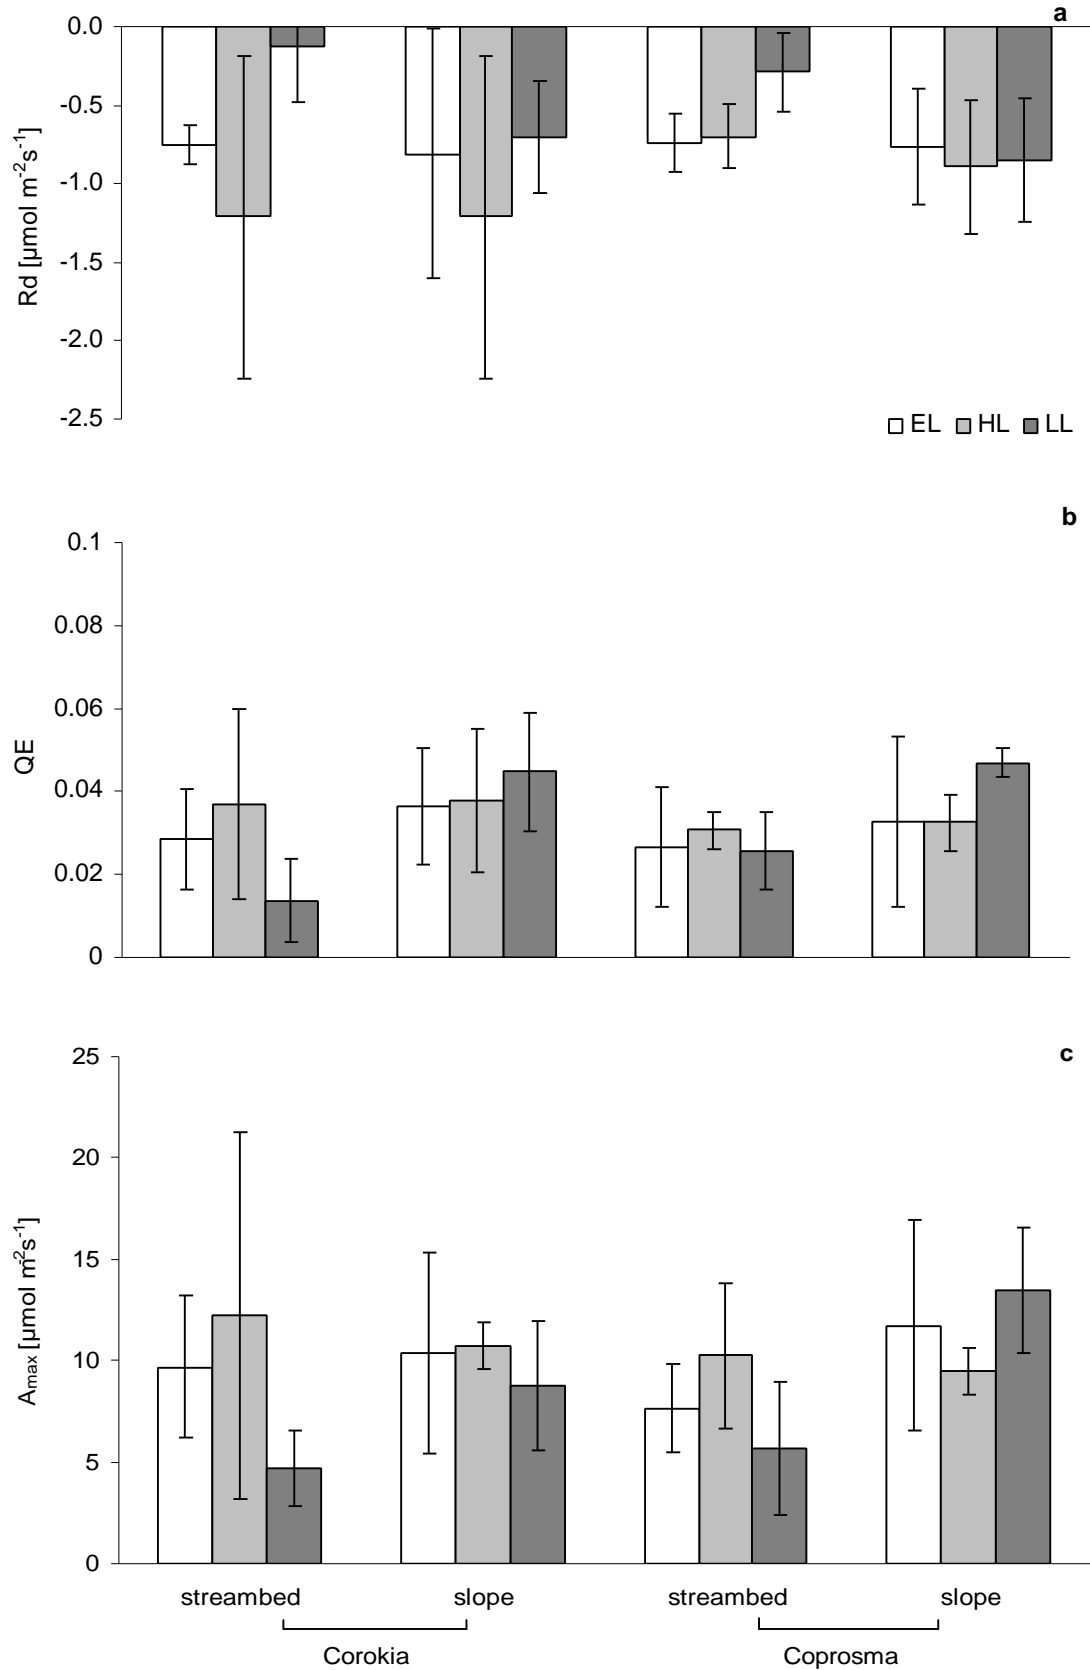 a
0.0
-0.5
-1.0
-1.5
-2.0
-2.5
Rd [µmol m⁻²s⁻¹]
EL HL LL
b
0.1
0.08
0.06
0.04
0.02
0
QE
c
25
20
15
10
5
0
Amax [µmol m⁻²s⁻¹]
streambed slope streambed slope
Corokia Coprosma